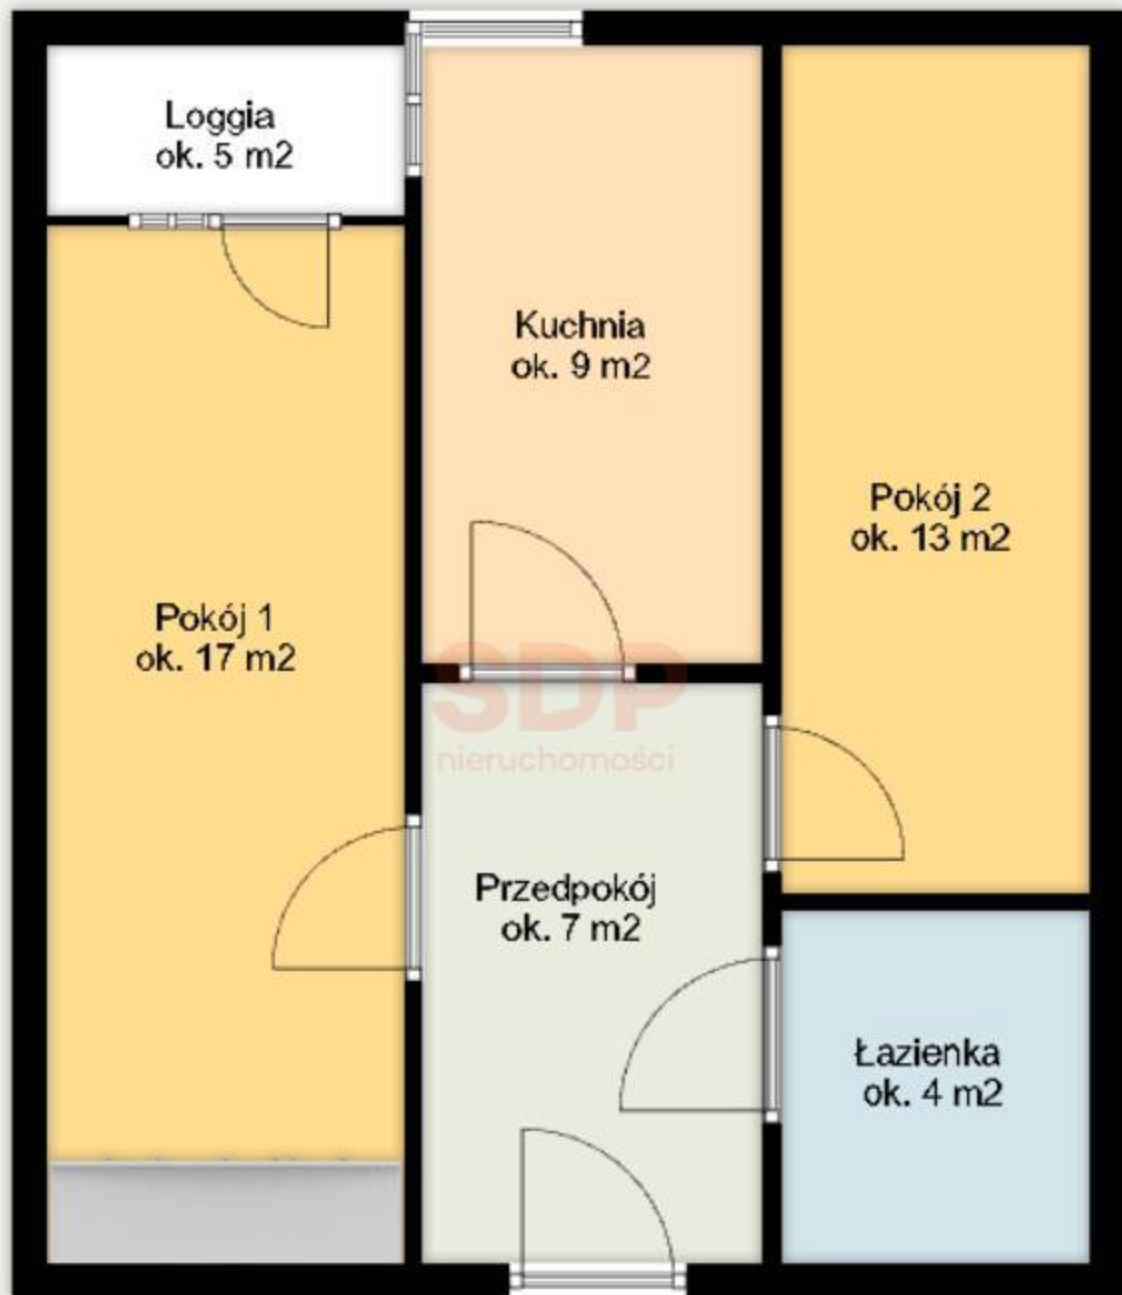 Loggia
ok. 5 m2
Kuchnia
ok. 9 m2
Pokój 2
ok. 13 m2
Pokój 1
ok. 17 m2
SDP
nieruchomości
Przedpokój
ok. 7 m2
Łazienka
ok. 4 m2